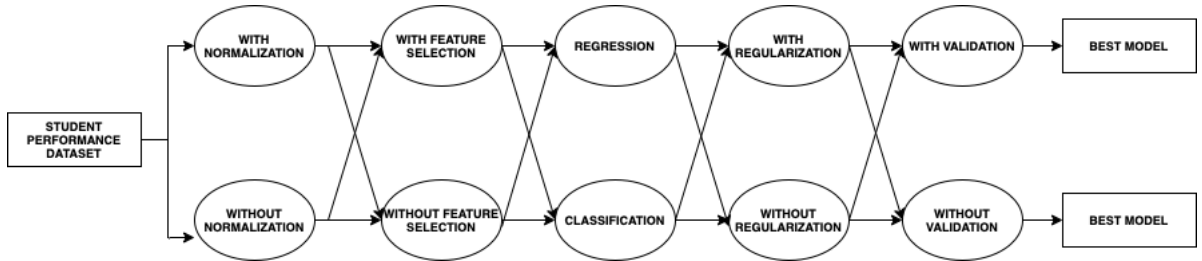 STUDENT
PERFORMANCE
DATASET
WITH
NORMALIZATION
WITH FEATURE
SELECTION
REGRESSION
WITH
REGULARIZATION
WITH VALIDATION
BEST MODEL
WITHOUT
NORMALIZATION
WITHOUT FEATURE
SELECTION
CLASSIFICATION
WITHOUT
REGULARIZATION
WITHOUT
VALIDATION
BEST MODEL